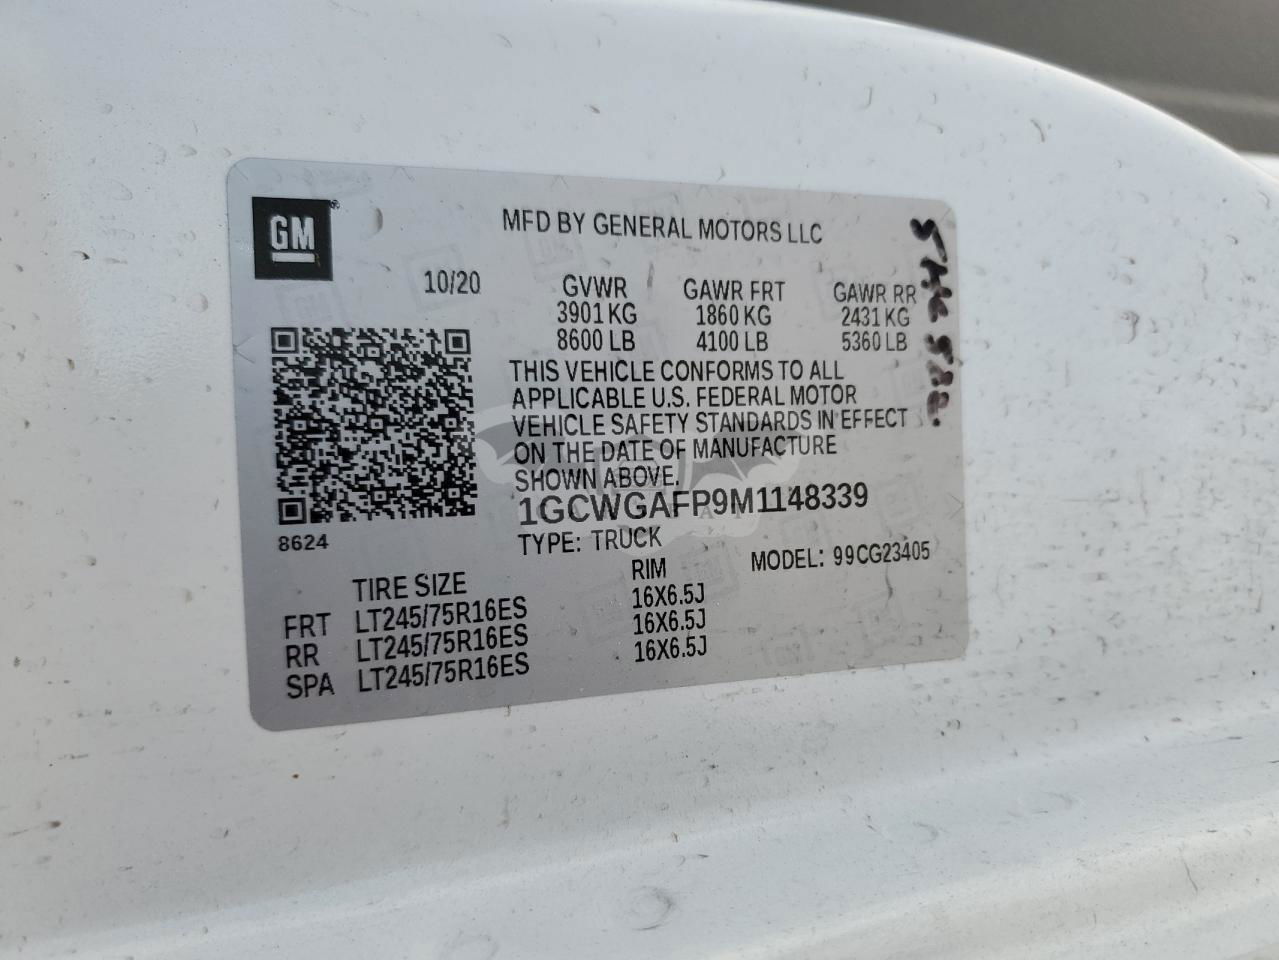 GM
MFD BY GENERAL MOTORS LLC
10/20
GVWR GAWR FRT GAWR RR
3901 KG 1860 KG 2431 KG
8600 LB 4100 LB 5360 LB
THIS VEHICLE CONFORMS TO ALL
APPLICABLE U.S. FEDERAL MOTOR
VEHICLE SAFETY STANDARDS IN EFFECT
ON THE DATE OF MANUFACTURE
SHOWN ABOVE.
1GCWGAFP9M1148339
8624
TYPE: TRUCK
MODEL: 99CG23405
TIRE SIZE RIM
FRT LT245/75R16ES 16X6.5J
RR LT245/75R16ES 16X6.5J
SPA LT245/75R16ES 16X6.5J